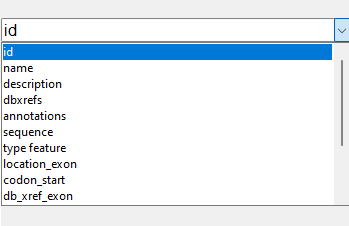 id
id
name
description
dbxrefs
annotations
sequence
type feature
location_exon
codon_start
db_xref_exon